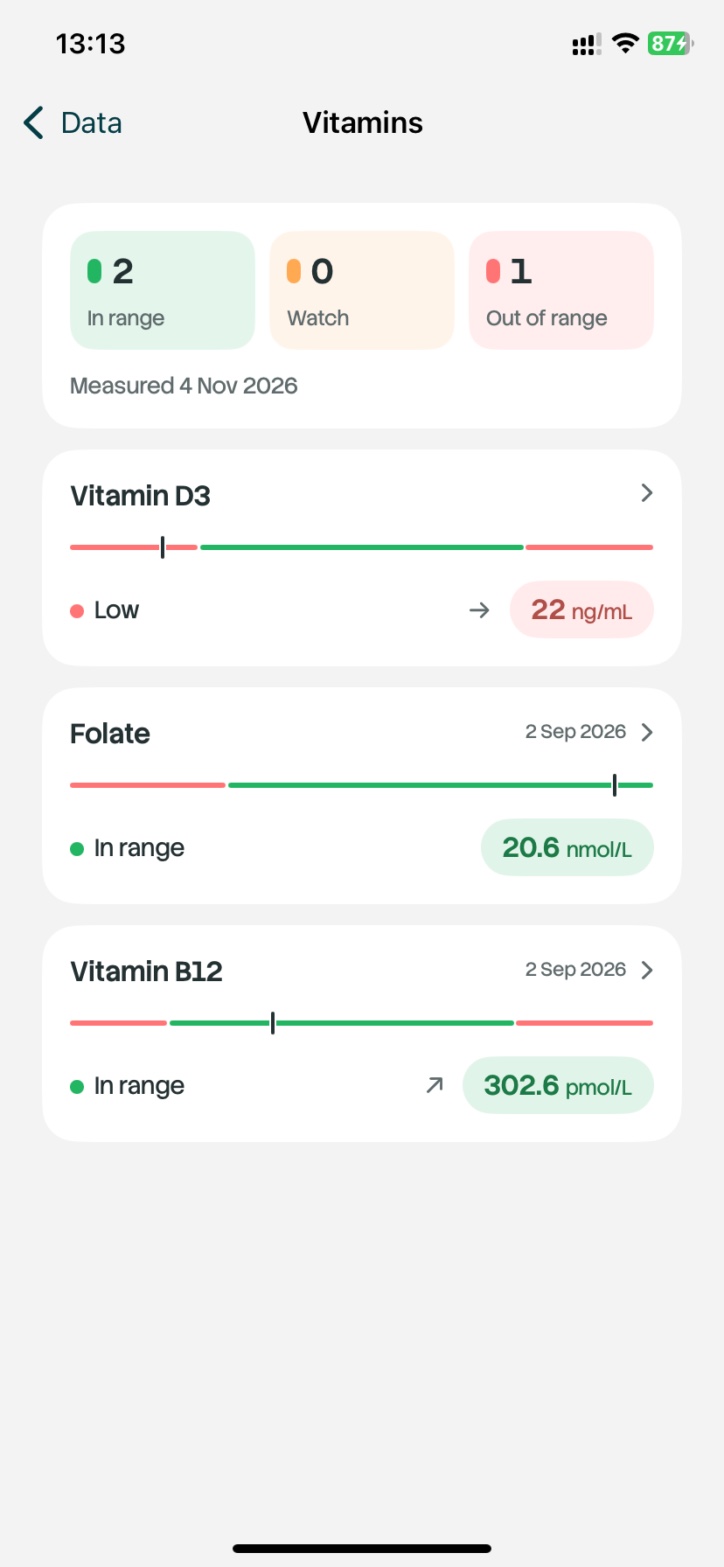 13:13
87
Data
Vitamins
2
In range
0
Watch
1
Out of range
Measured 4 Nov 2026
Vitamin D3
Low
→ 22 ng/mL
Folate
2 Sep 2026
In range
20.6 nmol/L
Vitamin B12
2 Sep 2026
In range
↗ 302.6 pmol/L